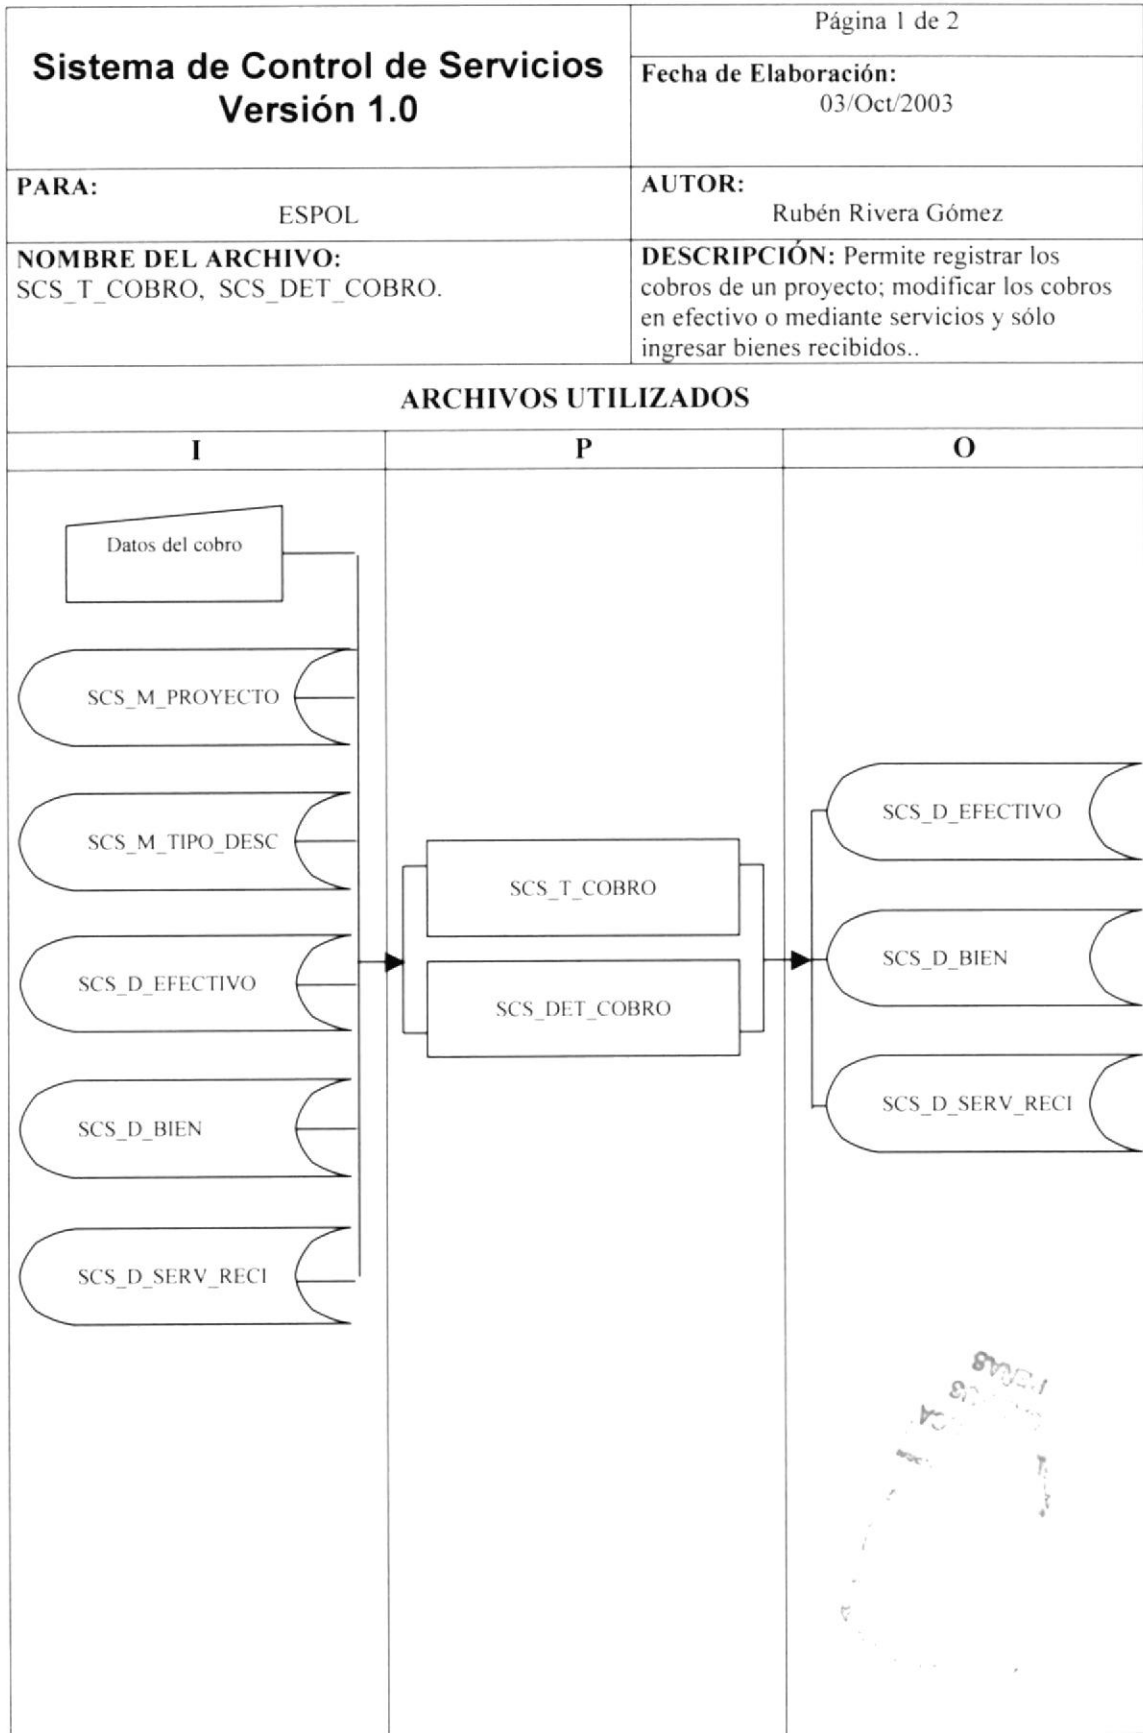 Sistema de Control de Servicios
Versión 1.0
Página 1 de 2
Fecha de Elaboración:
03/Oct/2003
PARA:
ESPOL
AUTOR:
Rubén Rivera Gómez
NOMBRE DEL ARCHIVO:
SCS_T_COBRO, SCS_DET_COBRO.
DESCRIPCIÓN: Permite registrar los
cobros de un proyecto; modificar los cobros
en efectivo o mediante servicios y sólo
ingresar bienes recibidos..
ARCHIVOS UTILIZADOS
I
P
O
Datos del cobro
SCS_M_PROYECTO
SCS_M_TIPO_DESC
SCS_D_EFECTIVO
SCS_D_BIEN
SCS_D_SERV_RECI
SCS_T_COBRO
SCS_DET_COBRO
SCS_D_EFECTIVO
SCS_D_BIEN
SCS_D_SERV_RECI